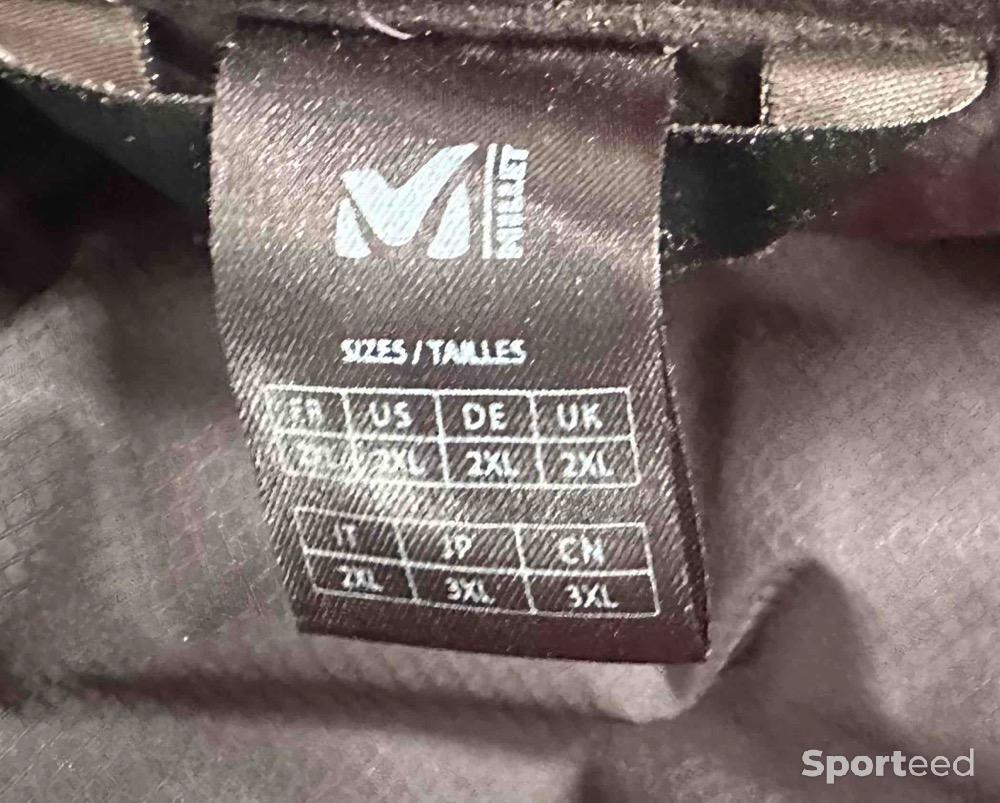 MILLET
SIZES / TAILLES
FR US DE UK
2XL 2XL 2XL 2XL
IT JP CN
2XL 3XL 3XL
Sporteed